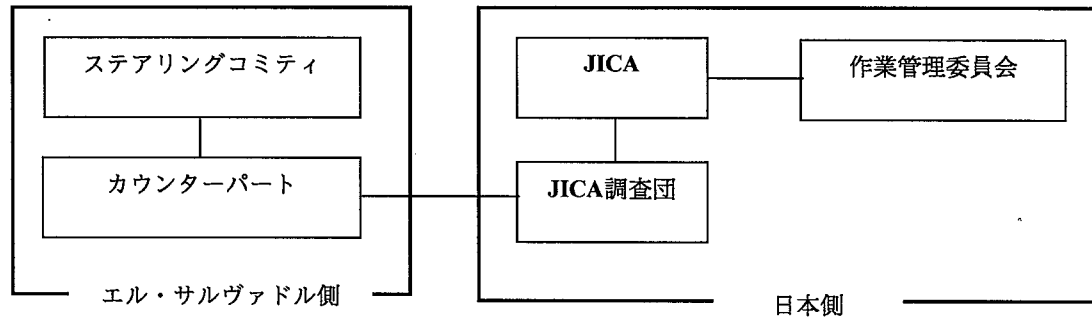 ステアリングコミティ
カウンターパート
エル・サルヴァドル側
JICA
作業管理委員会
JICA調査団
日本側